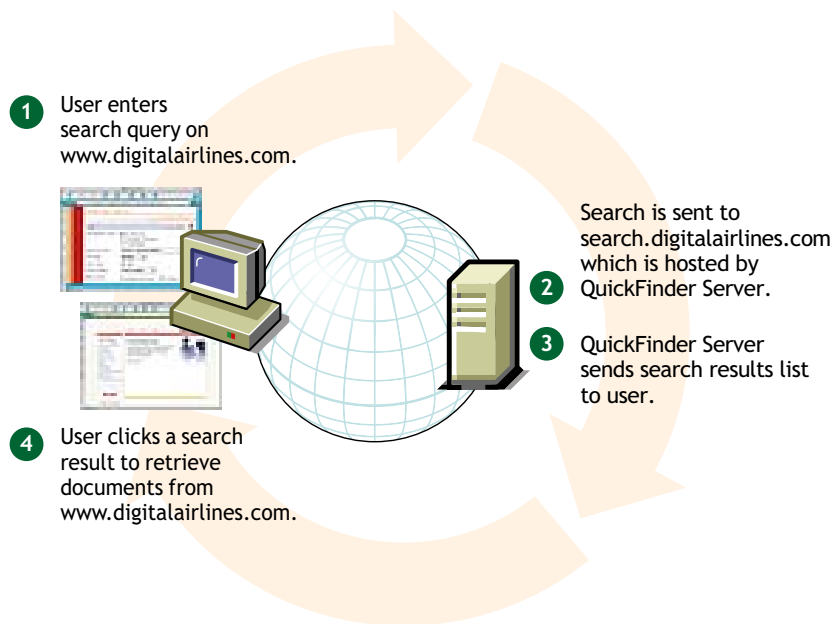 1
User enters
search query on
www.digitalairlines.com.
Search is sent to
search.digitalairlines.com
which is hosted by
2
QuickFinder Server.
3
QuickFinder Server
sends search results list
to user.
4
User clicks a search
result to retrieve
documents from
www.digitalairlines.com.